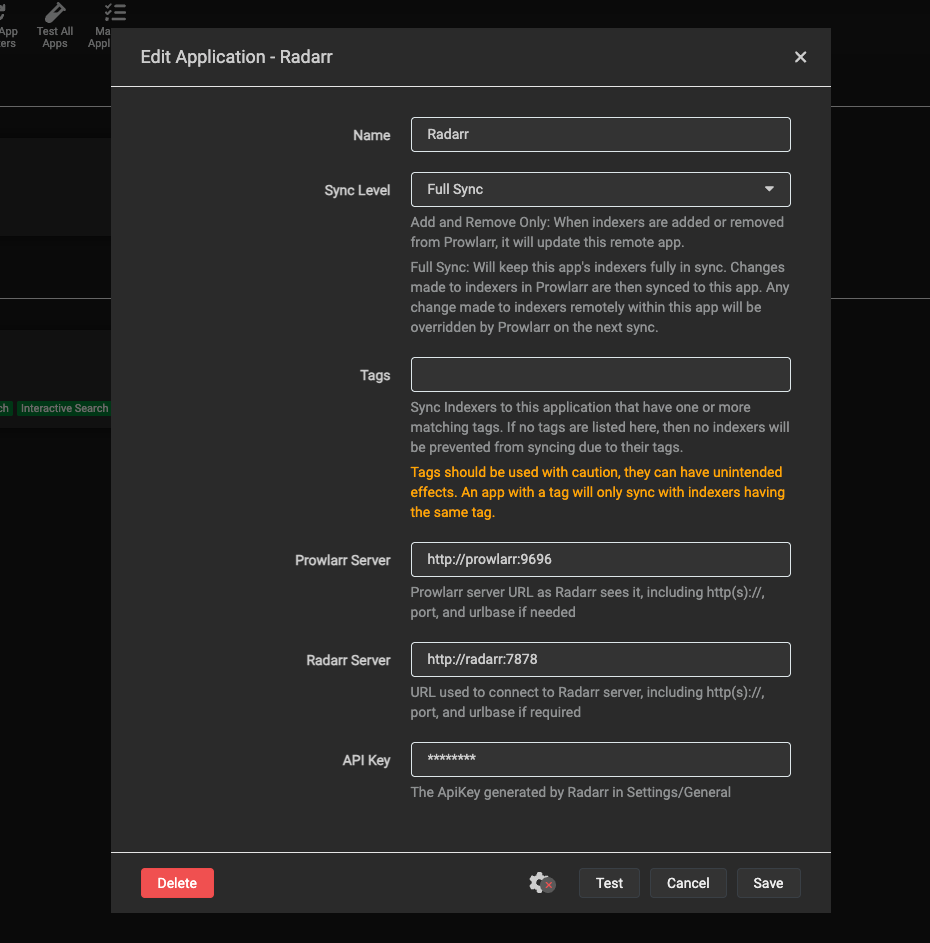 App
Test All
Ma
ers
Apps
Appl
Edit Application - Radarr
Name
Radarr
Sync Level
Full Sync
Add and Remove Only: When indexers are added or removed
from Prowlarr, it will update this remote app.
Full Sync: Will keep this app's indexers fully in sync. Changes
made to indexers in Prowlarr are then synced to this app. Any
change made to indexers remotely within this app will be
overridden by Prowlarr on the next sync.
Tags
Sync Indexers to this application that have one or more
matching tags. If no tags are listed here, then no indexers will
be prevented from syncing due to their tags.
ch
Interactive Search
Tags should be used with caution, they can have unintended
effects. An app with a tag will only sync with indexers having
the same tag.
Prowlarr Server
http://prowlarr:9696
Prowlarr server URL as Radarr sees it, including http(s)://,
port, and urlbase if needed
Radarr Server
http://radarr:7878
URL used to connect to Radarr server, including http(s)://,
port, and urlbase if required
API Key
********
The ApiKey generated by Radarr in Settings/General
Delete
Test
Cancel
Save